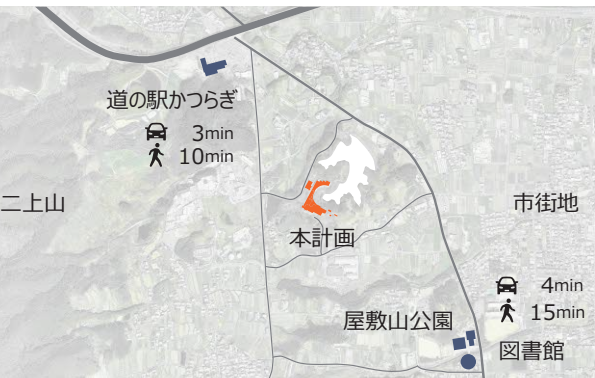 道の駅かつらぎ
3min
10min
二上山
市街地
本計画
4min
屋敷山公園
15min
図書館